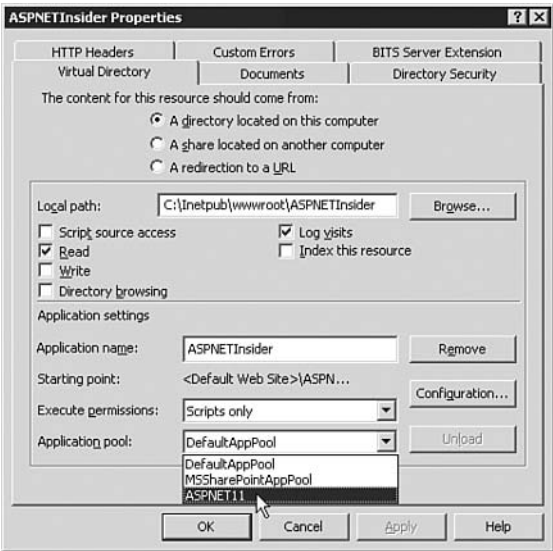 ASPNETInsider Properties
HTTP Headers Custom Errors BITS Server Extension
Virtual Directory Documents Directory Security
The content for this resource should come from:
A directory located on this computer
A share located on another computer
A redirection to a URL
Local path: C:\Inetpub\wwwroot\ASPNETInsider Browse...
Script source access Log visits
Read Index this resource
Write
Directory browsing
Application settings
Application name: ASPNETInsider Remove
Starting point: <Default Web Site>\ASPN...
Configuration...
Execute permissions: Scripts only
Application pool: DefaultAppPool Unload
DefaultAppPool
MSSharePointAppPool
ASPNET11
OK Cancel Apply Help